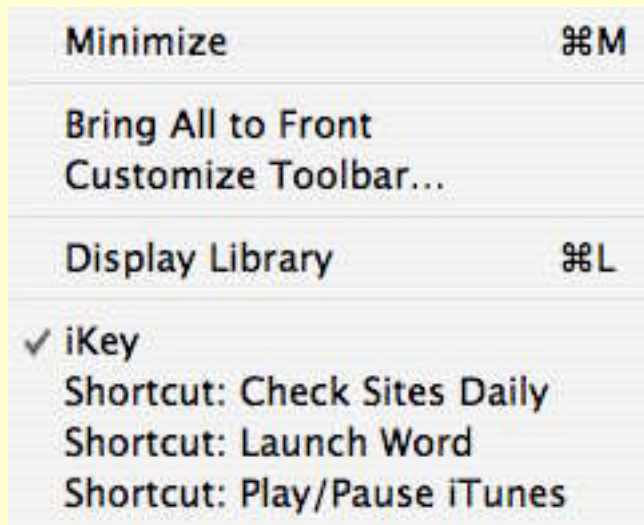 Minimize ⌘M
Bring All to Front
Customize Toolbar...
Display Library ⌘L
✓ iKey
Shortcut: Check Sites Daily
Shortcut: Launch Word
Shortcut: Play/Pause iTunes